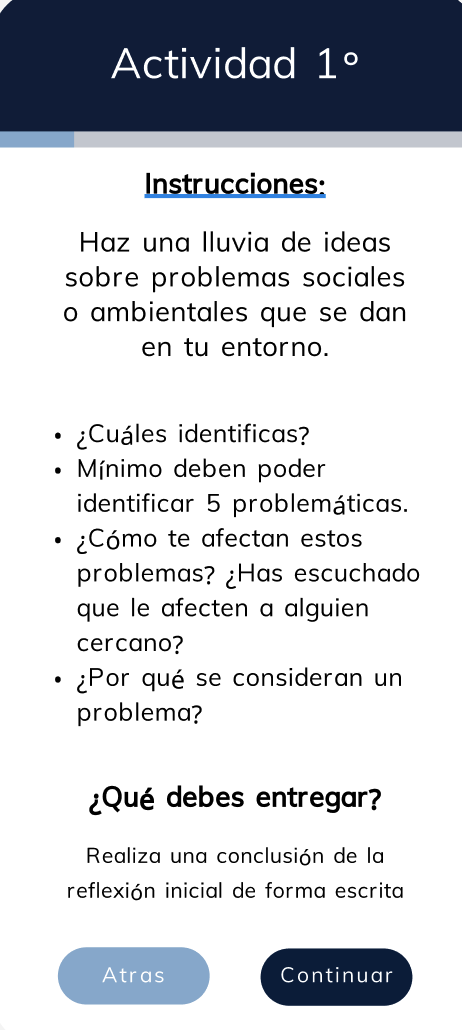 Actividad 1°
Instrucciones:
Haz una lluvia de ideas
sobre problemas sociales
o ambientales que se dan
en tu entorno.
• ¿Cuáles identificas?
• Mínimo deben poder
identificar 5 problemáticas.
• ¿Cómo te afectan estos
problemas? ¿Has escuchado
que le afecten a alguien
cercano?
• ¿Por qué se consideran un
problema?
¿Qué debes entregar?
Realiza una conclusión de la
reflexión inicial de forma escrita
Atras
Continuar